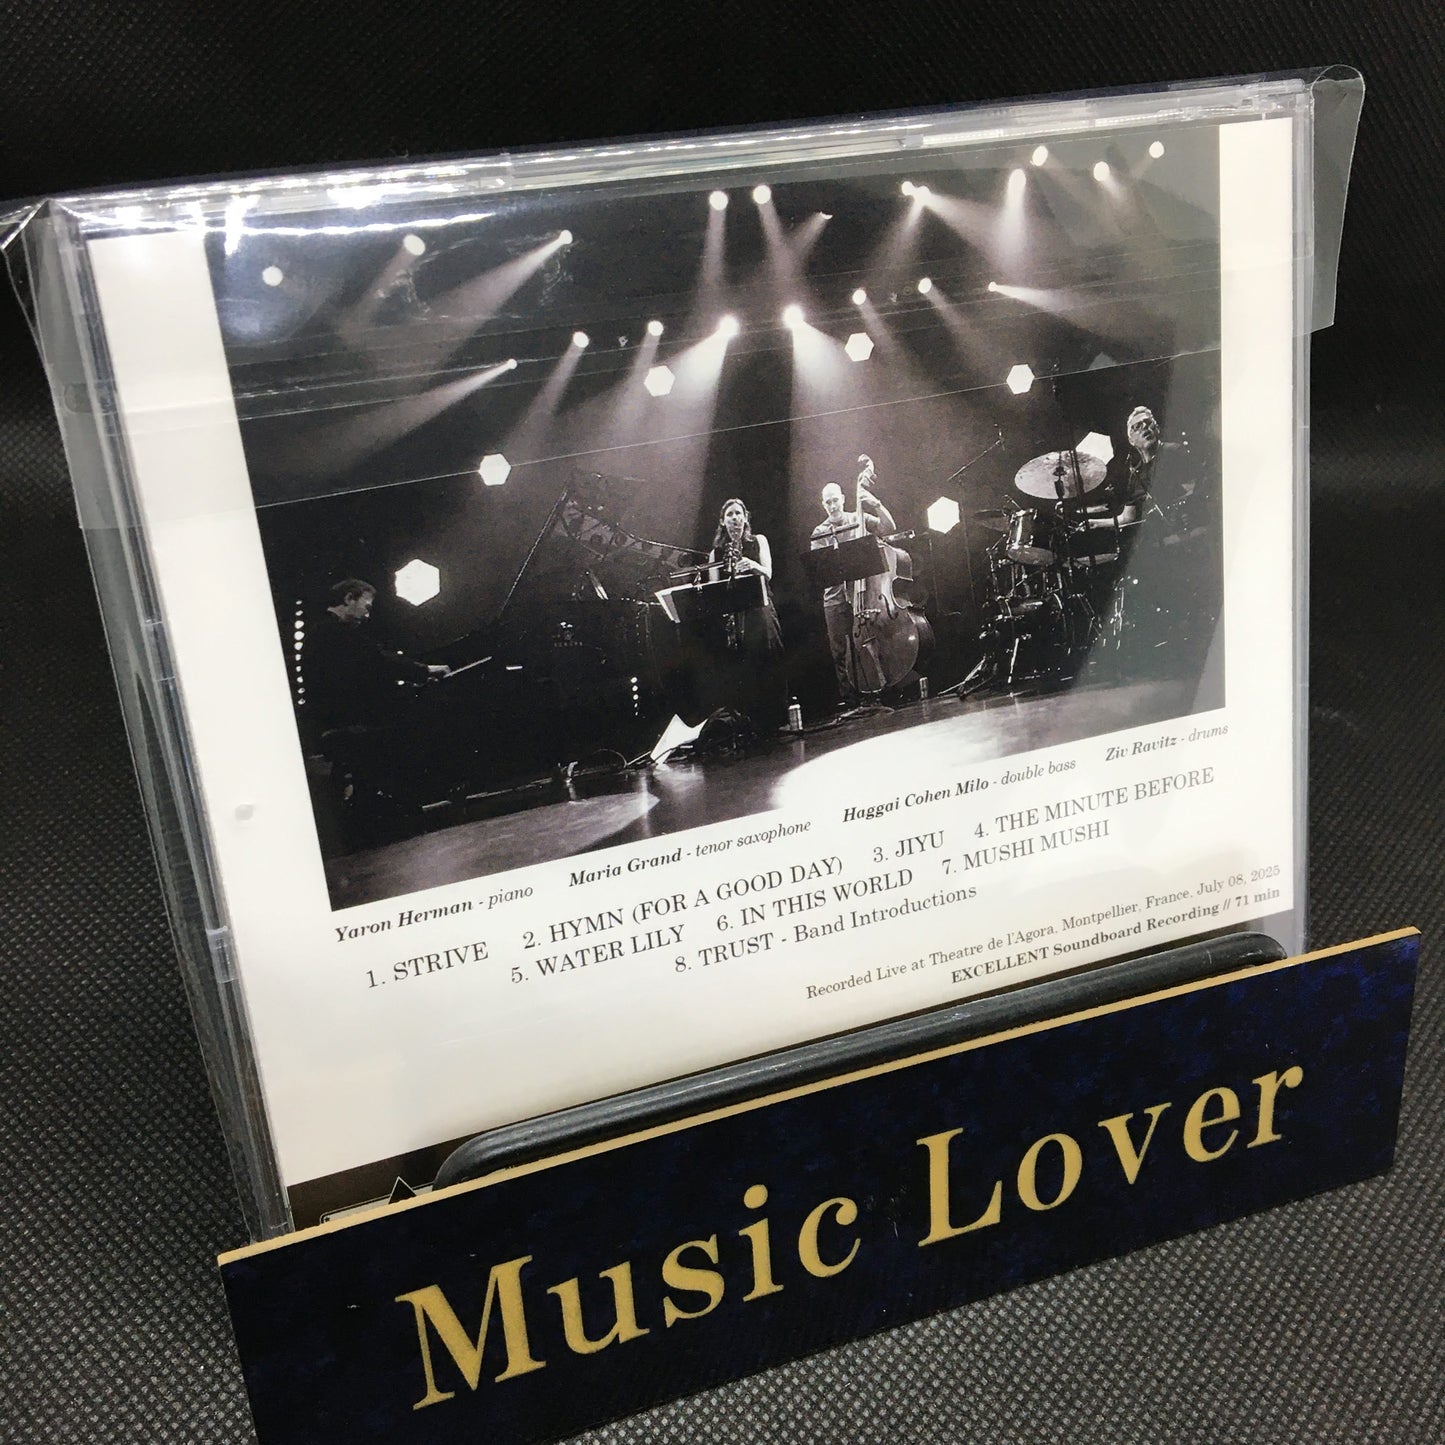 Yaron Herman - piano Maria Grand - tenor saxophone Haggai Cohen Milo - double bass Ziv Ravitz - drums
1. STRIVE 2. HYMN (FOR A GOOD DAY) 3. JIYU 4. THE MINUTE BEFORE
5. WATER LILY 6. IN THIS WORLD 7. MUSHI MUSHI
8. TRUST - Band Introductions
Recorded Live at Theatre de l'Agora. Montpellier, France. July 08, 2025
EXCELLENT Soundboard Recording // 71 min
Music Lover